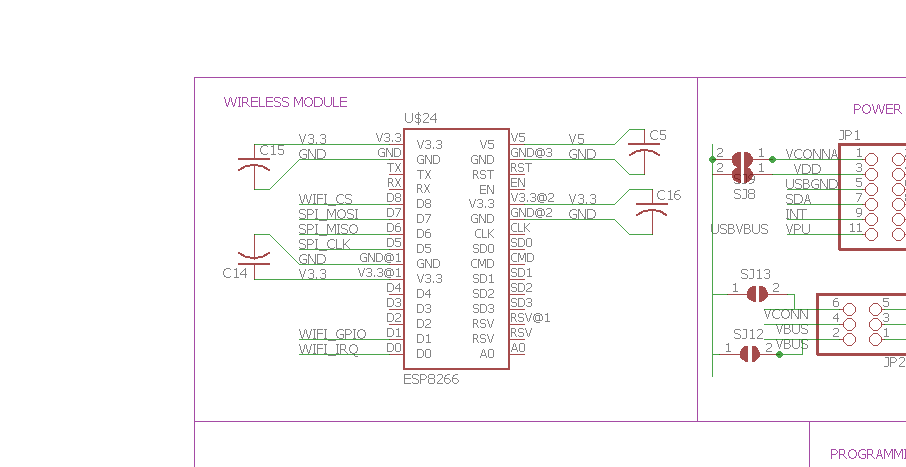 WIRELESS MODULE
U$24
C15
V3.3
GND
V3.3 V3.3 V5 V5 V5
GND GND GND GND@3 GND
C5
TX TX RST RST
RX RX EN EN
WIFI_CS D8 D8 V3.3 V3.3@2 V3.3
C16
SPI_MOSI D7 D7 GND GND@2 GND
SPI_MISO D6 D6 CLK CLK
SPI_CLK D5 D5 SD0 SD0
GND GND@1 GND CMD CMD
C14
V3.3 V3.3@1 V3.3 SD1 SD1
D4 D4 SD2 SD2
D3 D3 SD3 SD3
D2 D2 RSV RSV@1
WIFI_GPIO D1 D1 RSV RSV
WIFI_IRQ D0 D0 A0 A0
ESP8266
POWER
JP1
2 1 VCONNA 1
2 1 VDD 3
SJ8
USBGND 5
SDA 7
INT 9
USBVBUS
VPU 11
SJ13
1 2
6 5
VCONN 4 3
VBUS 2 1
SJ12
1 2 VBUS
JP2
PROGRAMMI